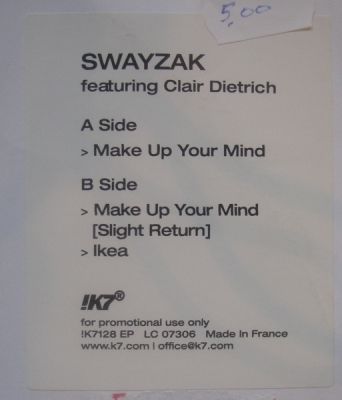 5,00
SWAYZAK
featuring Clair Dietrich
A Side
> Make Up Your Mind
B Side
> Make Up Your Mind
[Slight Return]
> Ikea
!K7®
for promotional use only
!K7128 EP LC 07306 Made In France
www.k7.com | office@k7.com